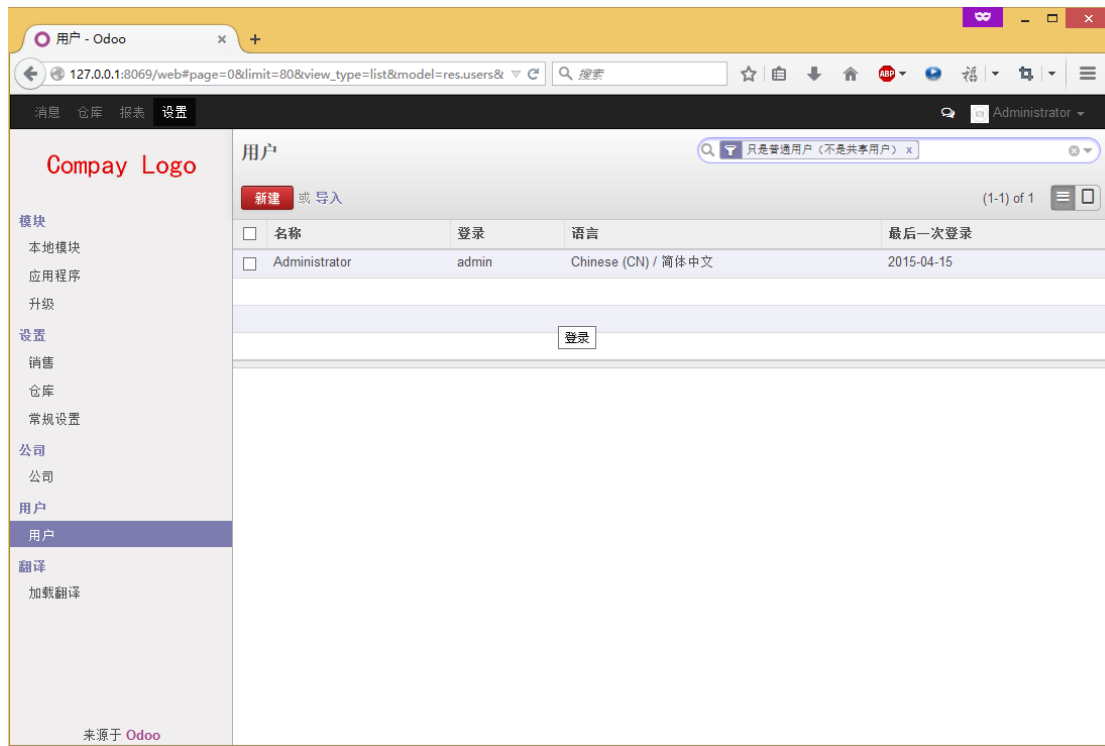 用户 - Odoo
127.0.0.1:8069/web#page=0&limit=80&view_type=list&model=res.users&
搜索
ABP
消息 仓库 报表 设置
Administrator
Compay Logo
模块
本地模块
应用程序
升级
设置
销售
仓库
常规设置
公司
公司
用户
用户
翻译
加载翻译
来源于 Odoo
用户
只是普通用户（不是共享用户） x
新建 或 导入
(1-1) of 1
名称 登录 语言 最后一次登录
Administrator admin Chinese (CN) / 简体中文 2015-04-15
登录